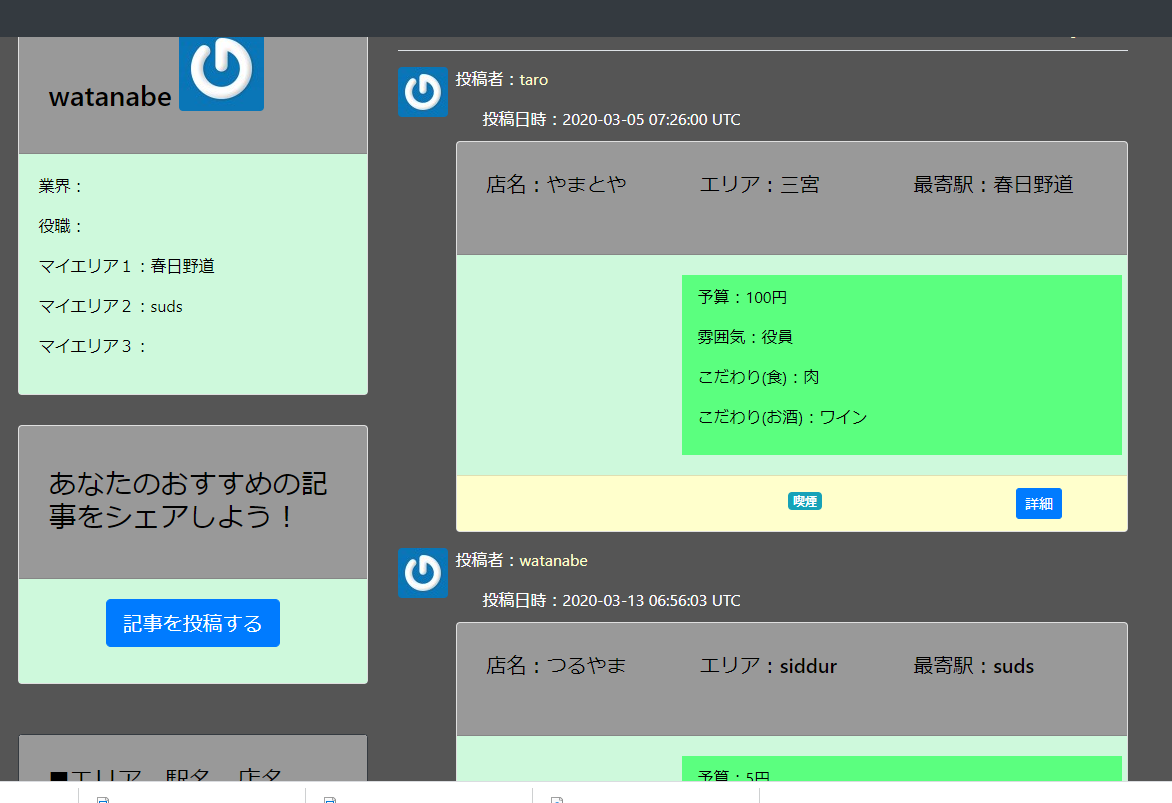 watanabe
業界：
役職：
マイエリア１：春日野道
マイエリア２：suds
マイエリア３：
あなたのおすすめの記
事をシェアしよう！
記事を投稿する
■エリア、駅名、店名
投稿者：taro
投稿日時：2020-03-05 07:26:00 UTC
店名：やまとや エリア：三宮 最寄駅：春日野道
予算：100円
雰囲気：役員
こだわり(食)：肉
こだわり(お酒)：ワイン
喫煙 詳細
投稿者：watanabe
投稿日時：2020-03-13 06:56:03 UTC
店名：つるやま エリア：siddur 最寄駅：suds
予算：5円